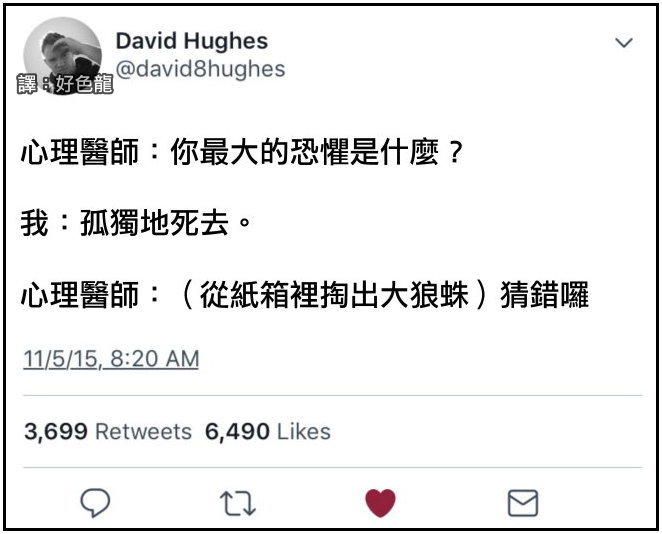 David Hughes
@david8hughes
譯：好色龍
心理醫師：你最大的恐懼是什麼？
我：孤獨地死去。
心理醫師：（從紙箱裡掏出大狼蛛）猜錯囉
11/5/15, 8:20 AM
3,699 Retweets 6,490 Likes